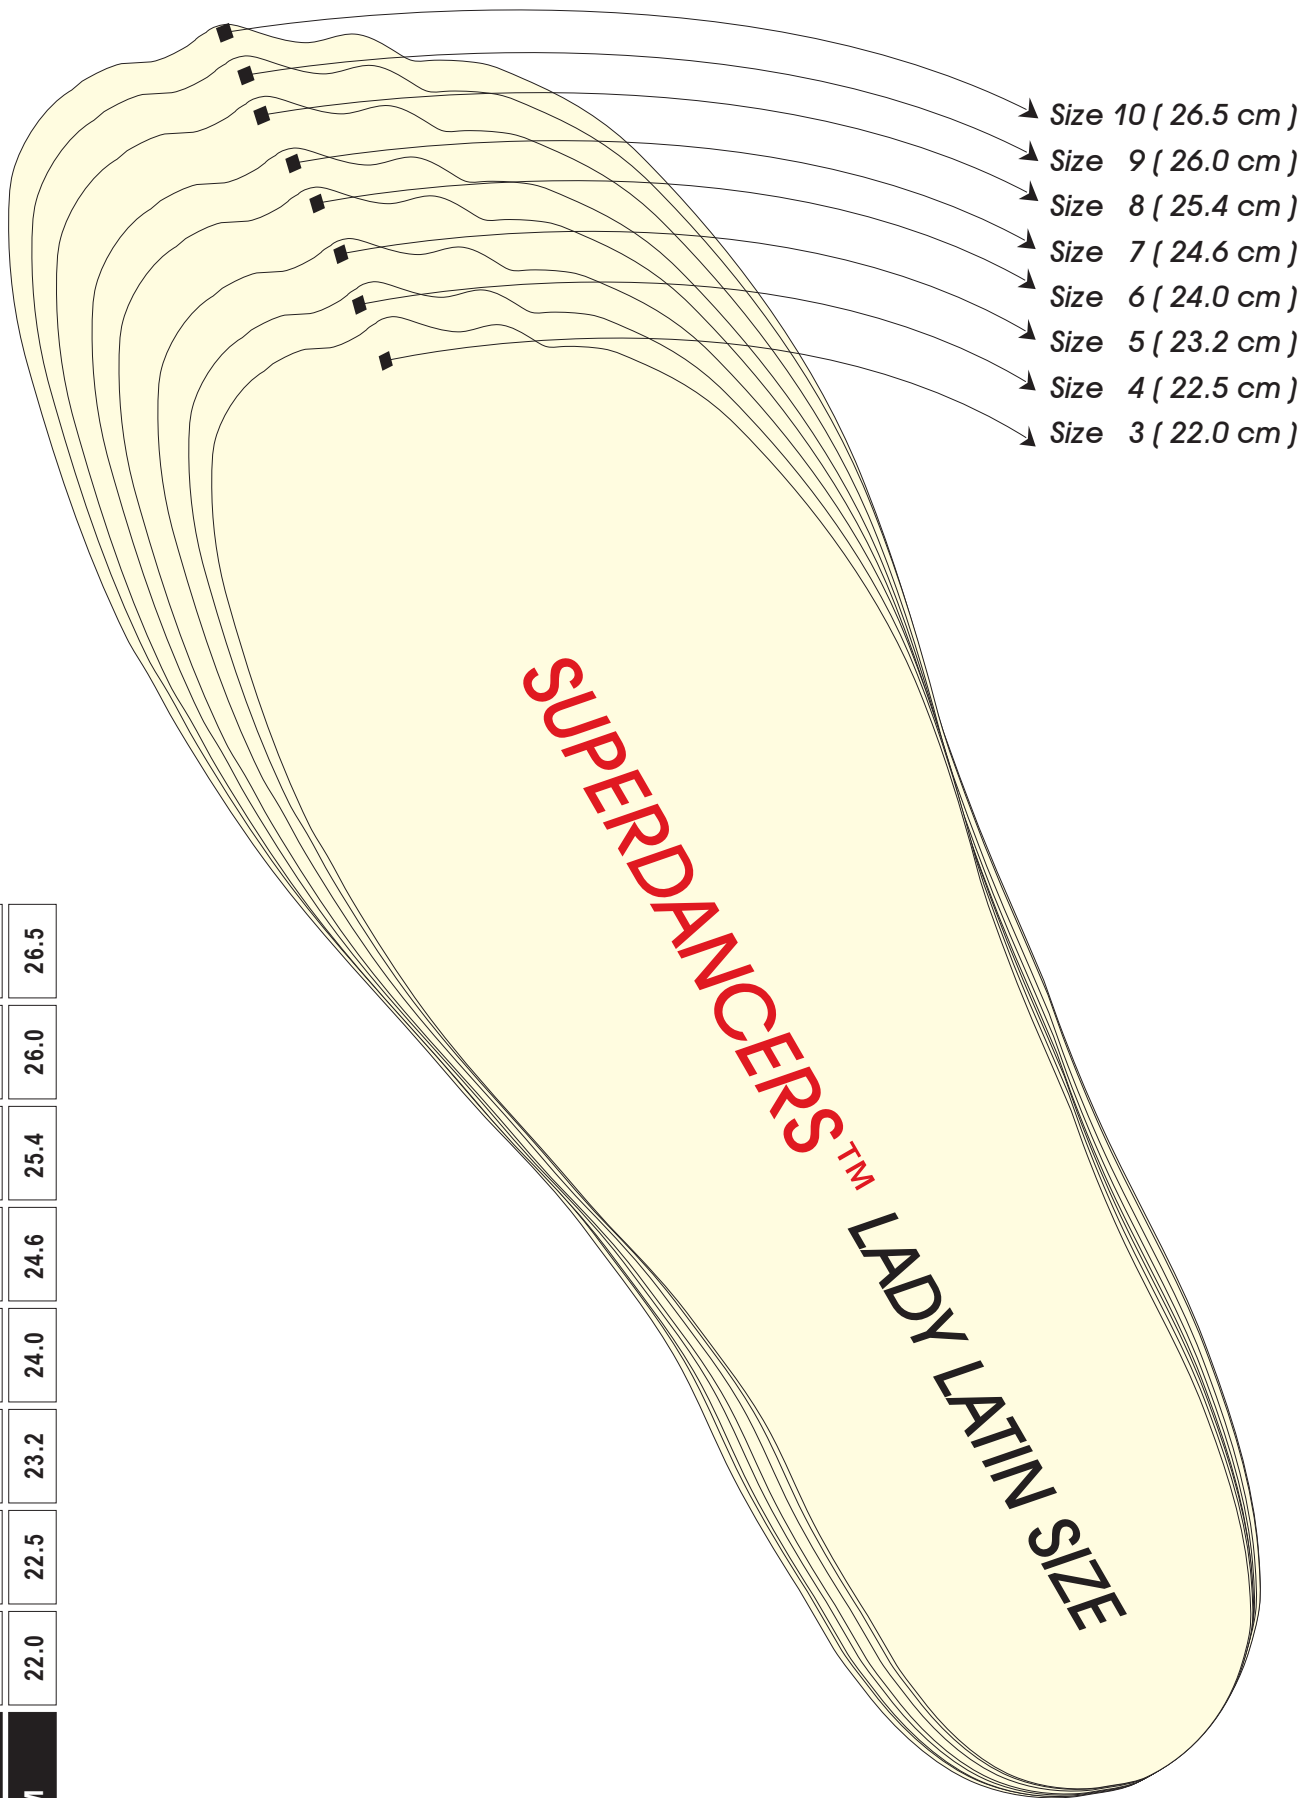 Size 10 ( 26.5 cm )
Size 9 ( 26.0 cm )
Size 8 ( 25.4 cm )
Size 7 ( 24.6 cm )
Size 6 ( 24.0 cm )
Size 5 ( 23.2 cm )
Size 4 ( 22.5 cm )
Size 3 ( 22.0 cm )
SUPERDANCERS™ LADY LATIN SIZE
22.0 22.5 23.2 24.0 24.6 25.4 26.0 26.5